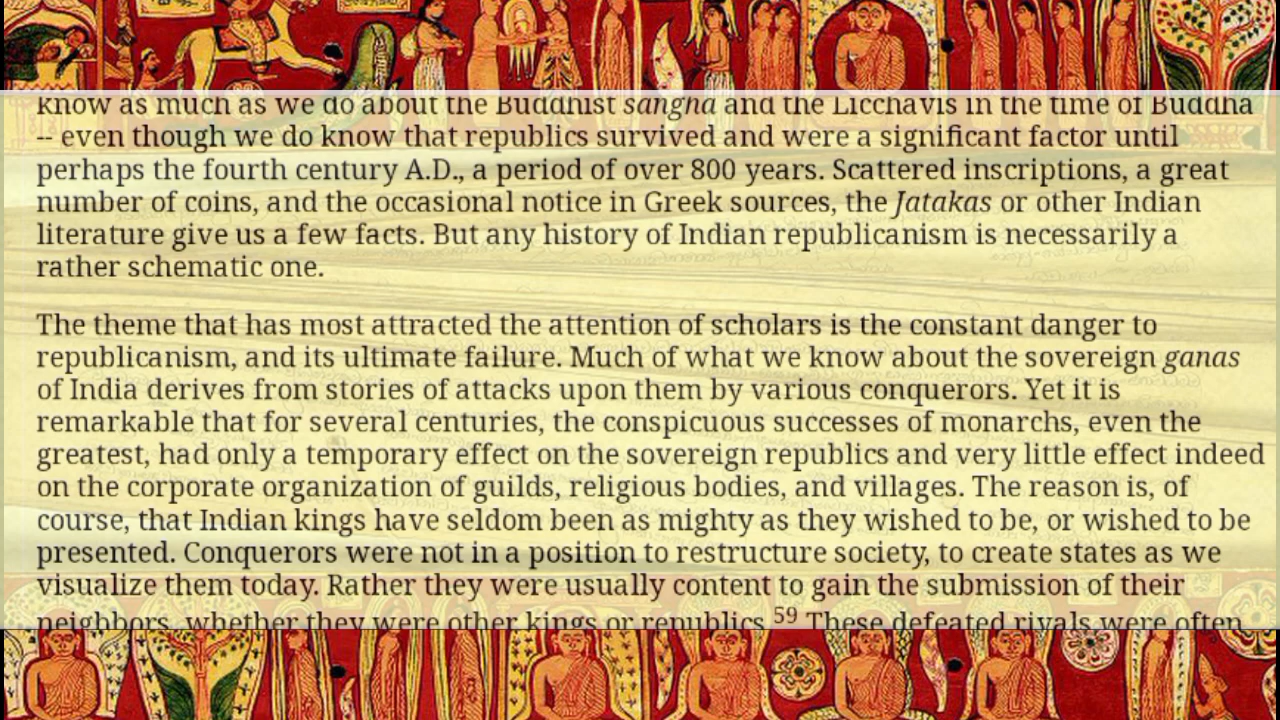 know as much as we do about the Buddhist sangha and the Licchavis in the time of Buddha
-- even though we do know that republics survived and were a significant factor until
perhaps the fourth century A.D., a period of over 800 years. Scattered inscriptions, a great
number of coins, and the occasional notice in Greek sources, the Jatakas or other Indian
literature give us a few facts. But any history of Indian republicanism is necessarily a
rather schematic one.
The theme that has most attracted the attention of scholars is the constant danger to
republicanism, and its ultimate failure. Much of what we know about the sovereign ganas
of India derives from stories of attacks upon them by various conquerors. Yet it is
remarkable that for several centuries, the conspicuous successes of monarchs, even the
greatest, had only a temporary effect on the sovereign republics and very little effect indeed
on the corporate organization of guilds, religious bodies, and villages. The reason is, of
course, that Indian kings have seldom been as mighty as they wished to be, or wished to be
presented. Conquerors were not in a position to restructure society, to create states as we
visualize them today. Rather they were usually content to gain the submission of their
neighbors, whether they were other kings or republics.59 These defeated rivals were often